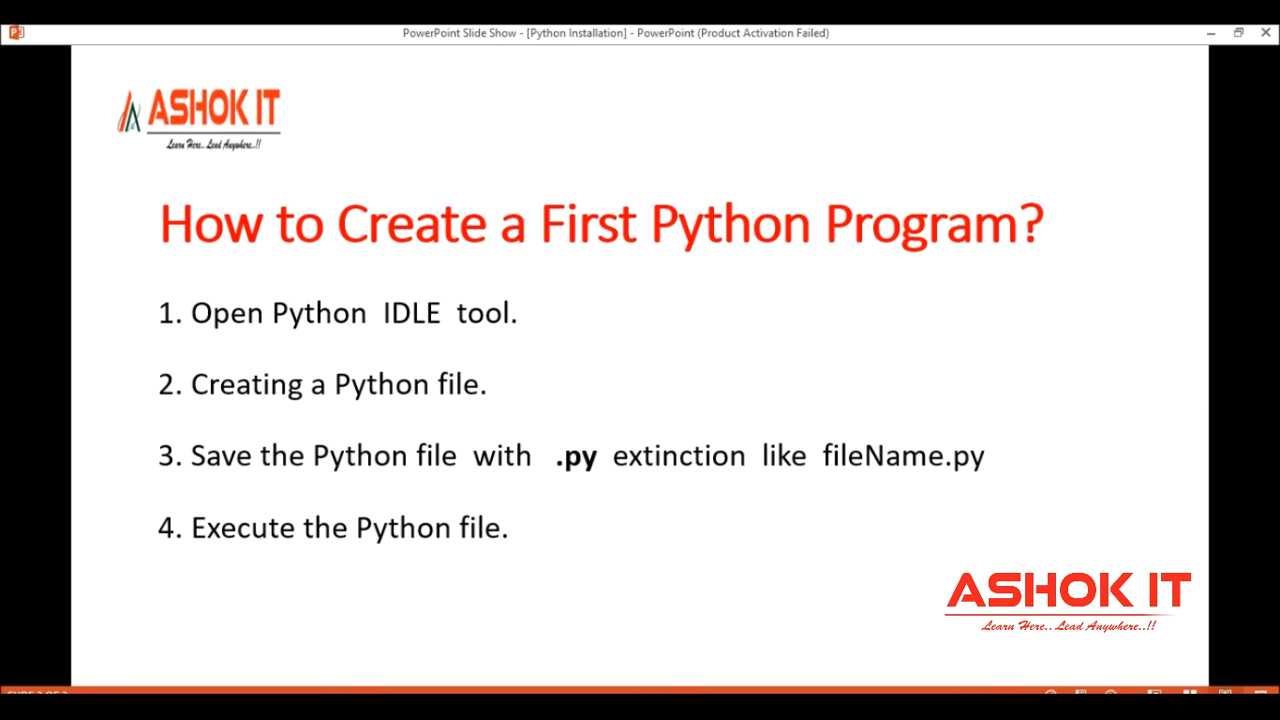 PowerPoint Slide Show - [Python Installation] - PowerPoint (Product Activation Failed)
ASHOK IT
Learn Here.. Lead Anywhere..!!
How to Create a First Python Program?
1. Open Python IDLE tool.
2. Creating a Python file.
3. Save the Python file with .py extinction like fileName.py
4. Execute the Python file.
ASHOK IT
Learn Here.. Lead Anywhere..!!